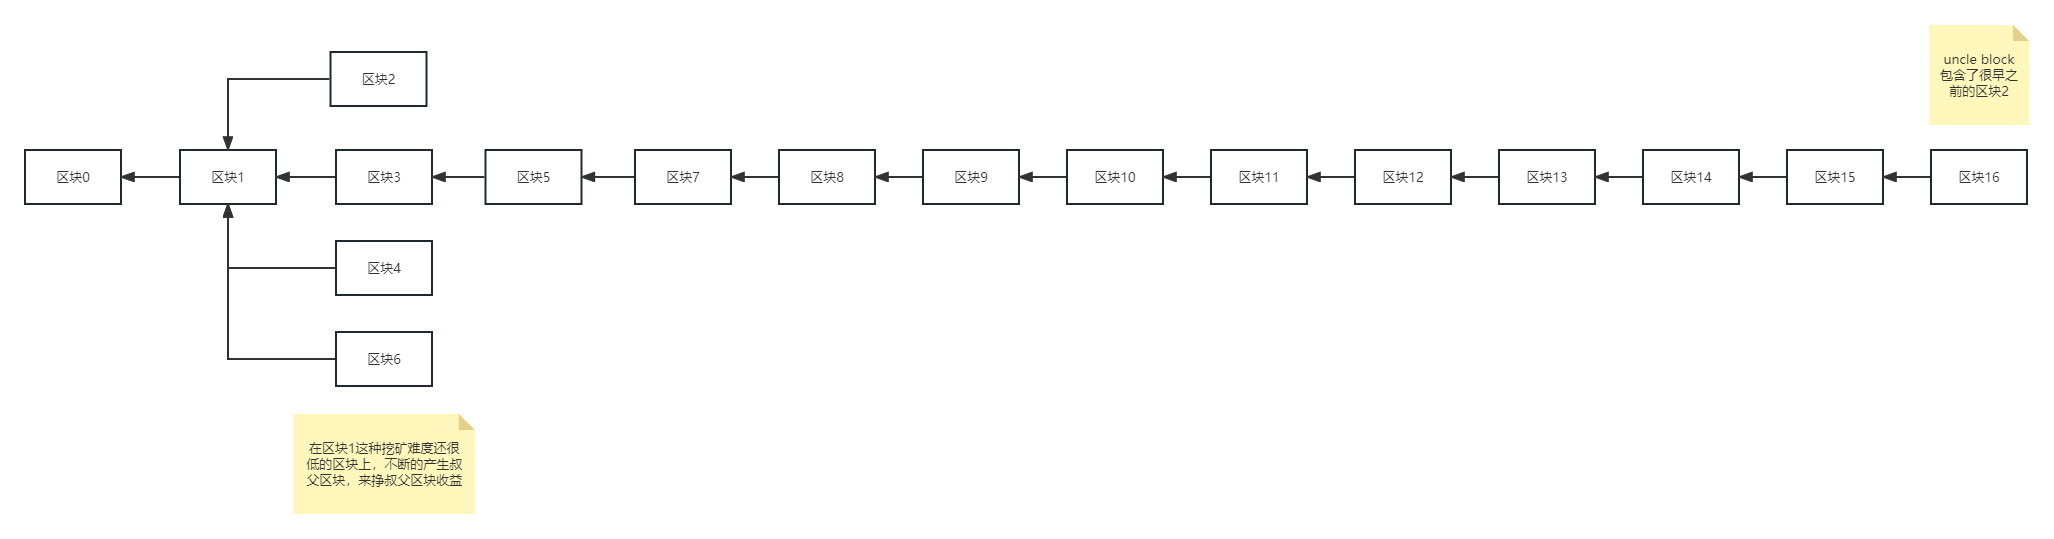 uncle block
包含了很早之
前的区块2
区块2
区块0
区块1
区块3
区块5
区块7
区块8
区块9
区块10
区块11
区块12
区块13
区块14
区块15
区块16
区块4
区块6
在区块1这种挖矿难度还很
低的区块上，不断的产生叔
父区块，来挣叔父区块收益